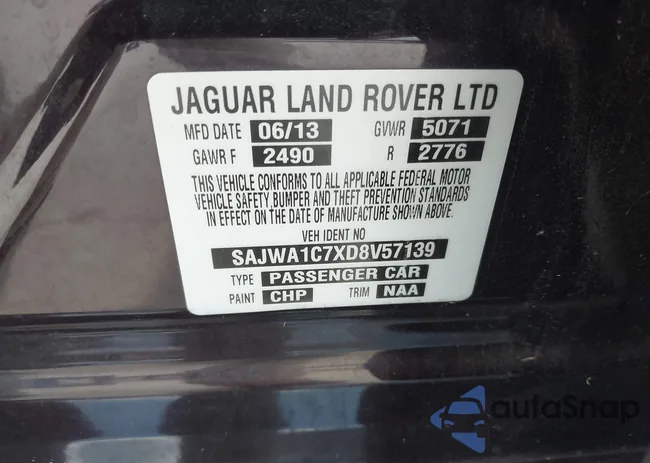 JAGUAR LAND ROVER LTD
MFD DATE 06/13 GVWR 5071
GAWR F 2490 R 2776
THIS VEHICLE CONFORMS TO ALL APPLICABLE FEDERAL MOTOR
VEHICLE SAFETY,BUMPER AND THEFT PREVENTION STANDARDS
IN EFFECT ON THE DATE OF MANUFACTURE SHOWN ABOVE.
VEH IDENT NO
SAJWA1C7XD8V57139
TYPE PASSENGER CAR
PAINT CHP TRIM NAA
autoSnap